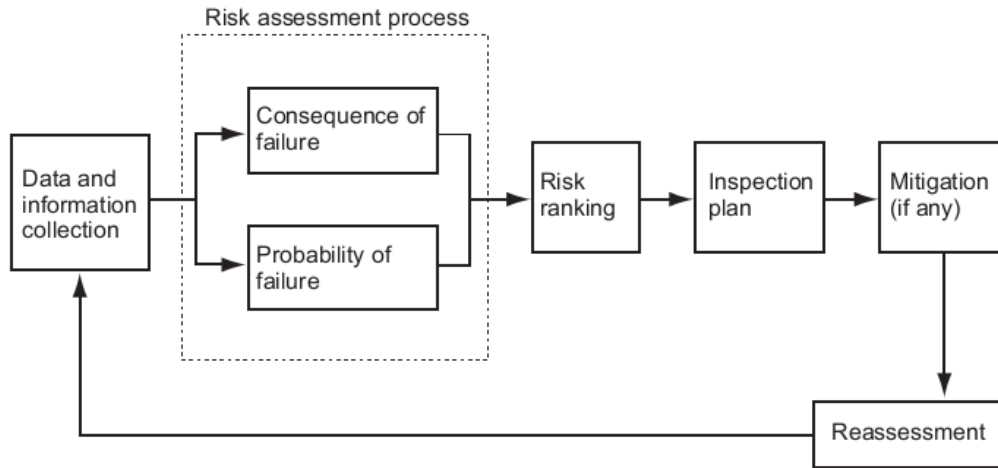 Risk assessment process
Consequence of
failure
Data and
information
collection
Probability of
failure
Risk
ranking
Inspection
plan
Mitigation
(if any)
Reassessment